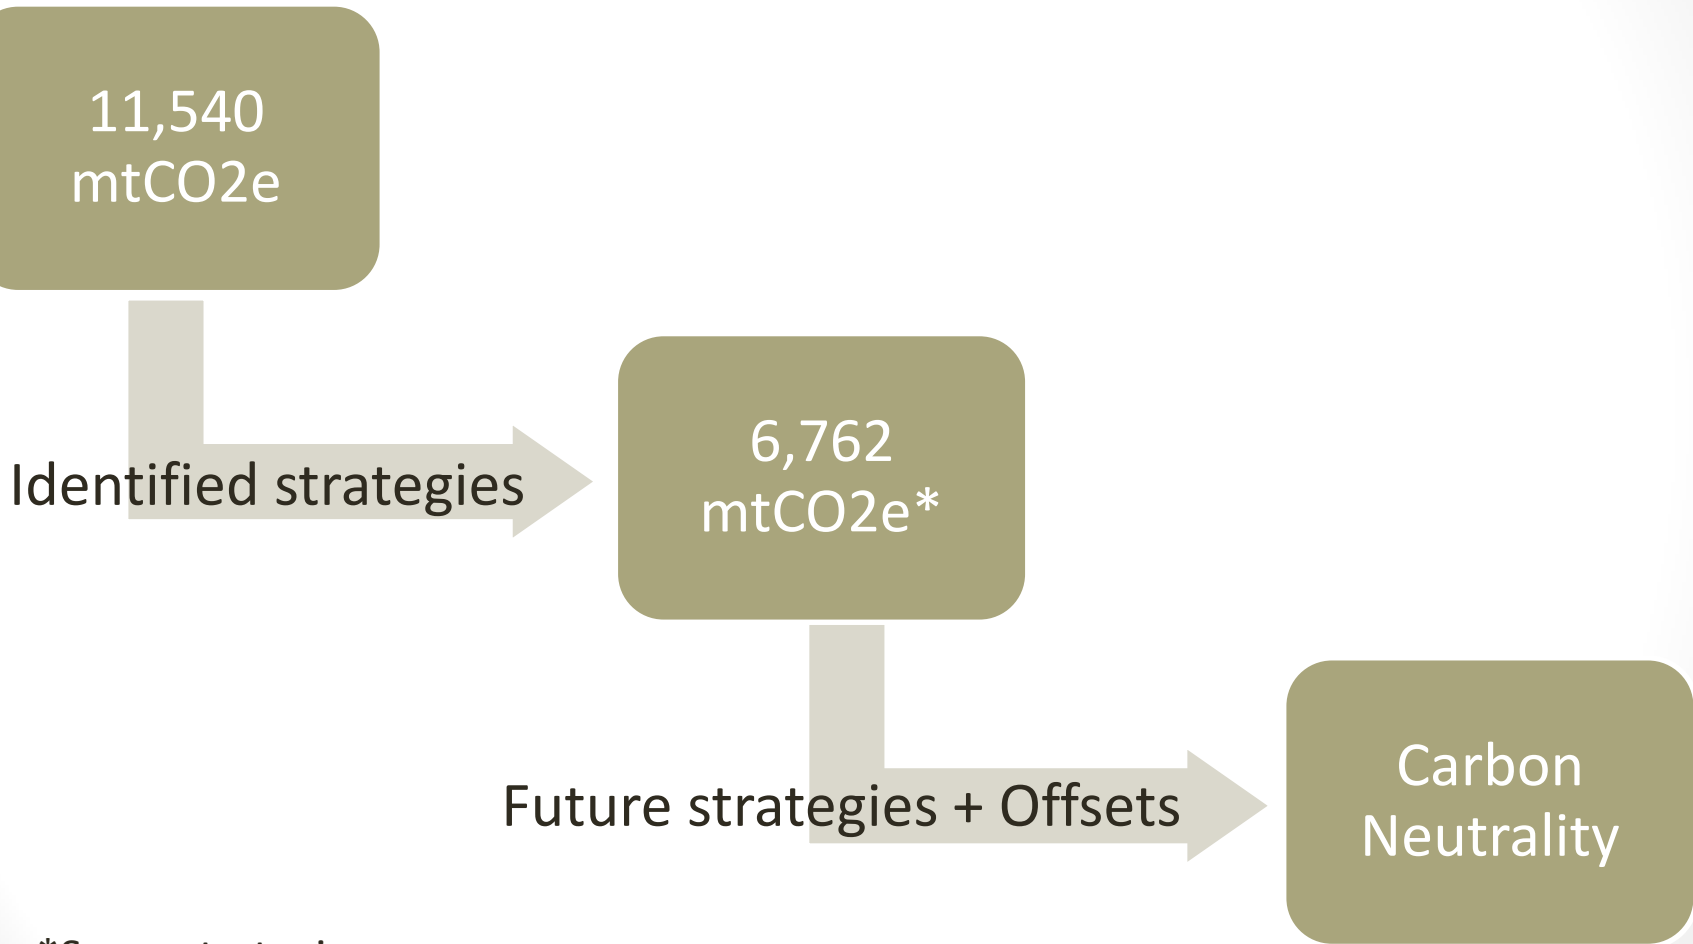 11,540
mtCO2e
Identified strategies
6,762
mtCO2e*
Future strategies + Offsets
Carbon
Neutrality